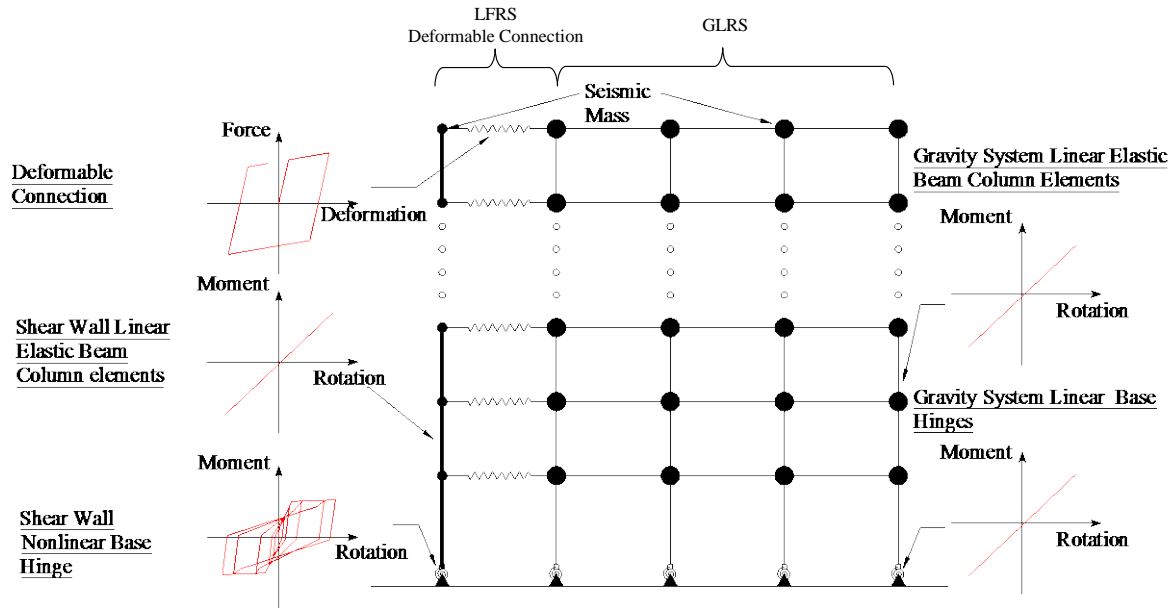 LFRS
Deformable Connection
GLRS
Seismic
Mass
Force
Deformable
Connection
Deformation
Gravity System Linear Elastic
Beam Column Elements
Moment
Rotation
Moment
Shear Wall Linear
Elastic Beam
Column elements
Rotation
Gravity System Linear Base
Hinges
Moment
Shear Wall
Nonlinear Base
Hinge
Rotation
Moment
Rotation